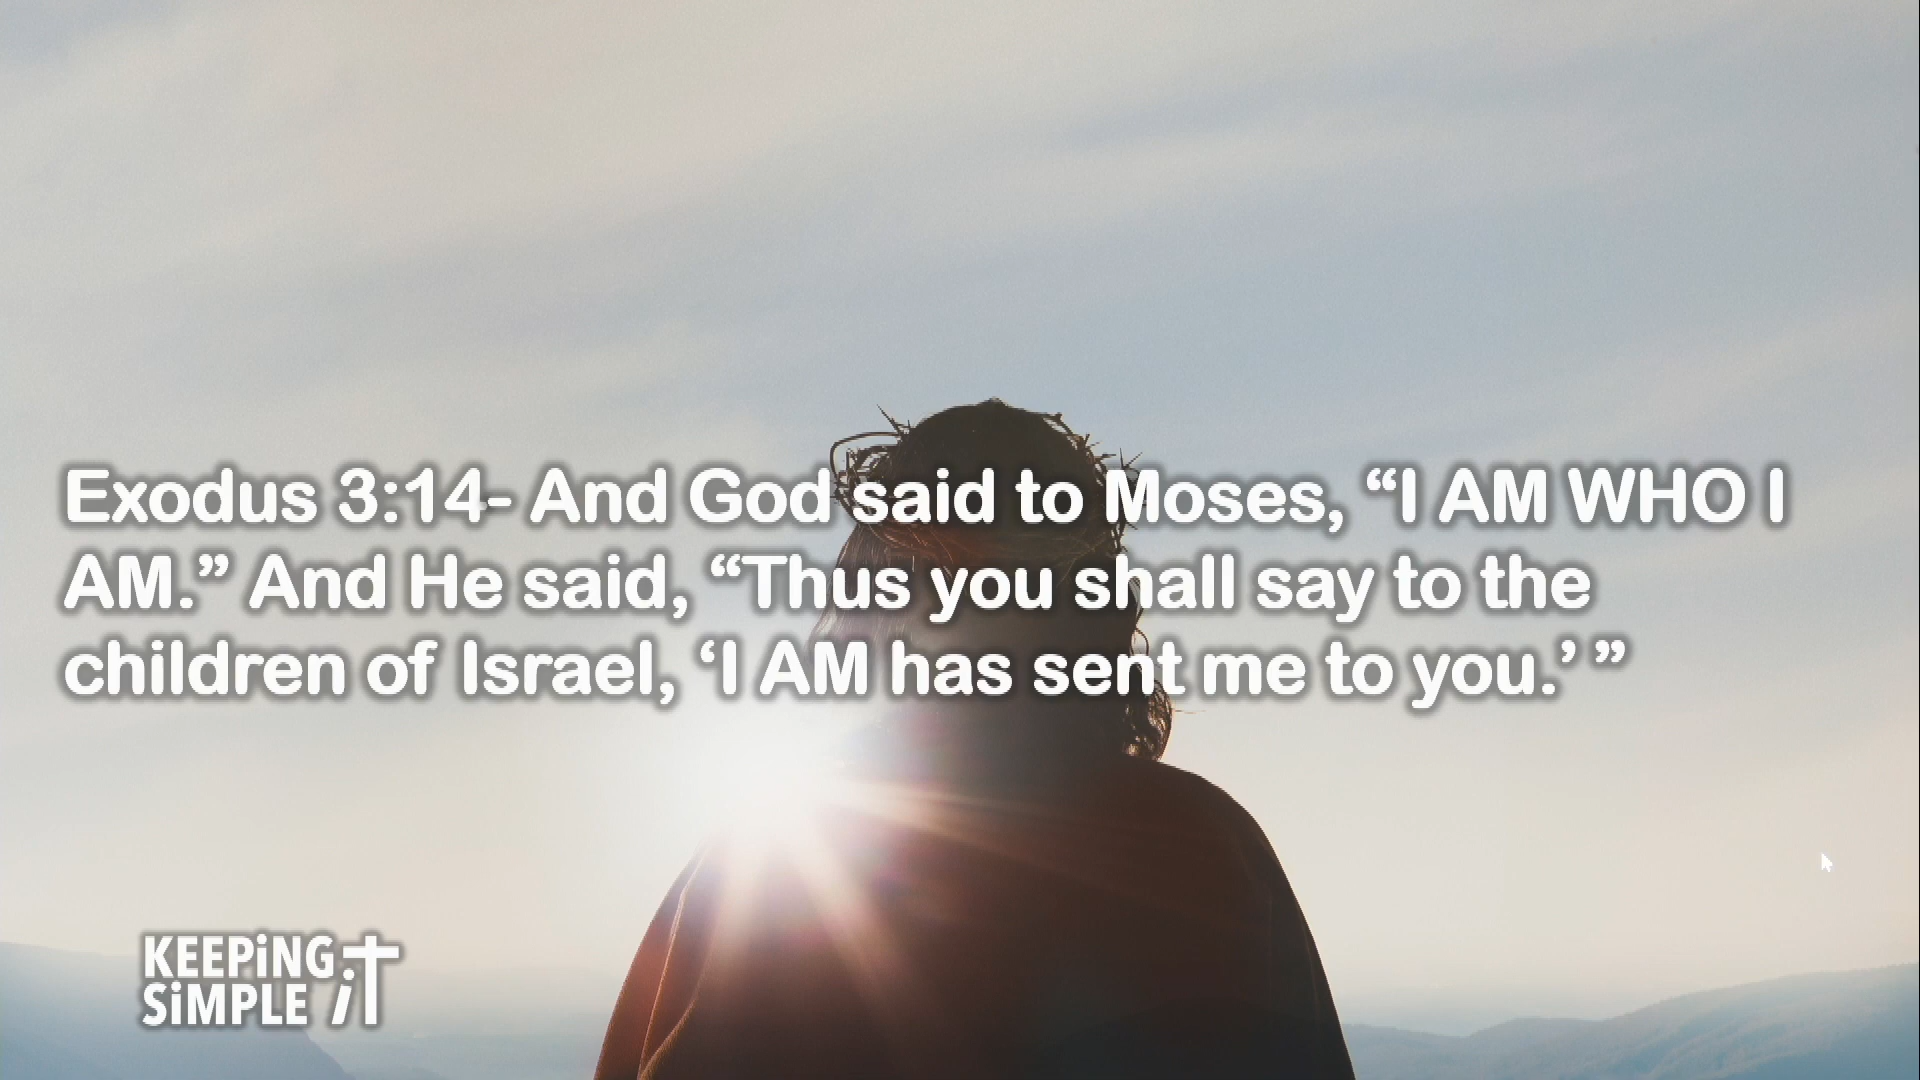 Exodus 3:14- And God said to Moses, “I AM WHO I
AM.” And He said, “Thus you shall say to the
children of Israel, ‘I AM has sent me to you.’ ”
KEEPiNG
SiMPLE iT